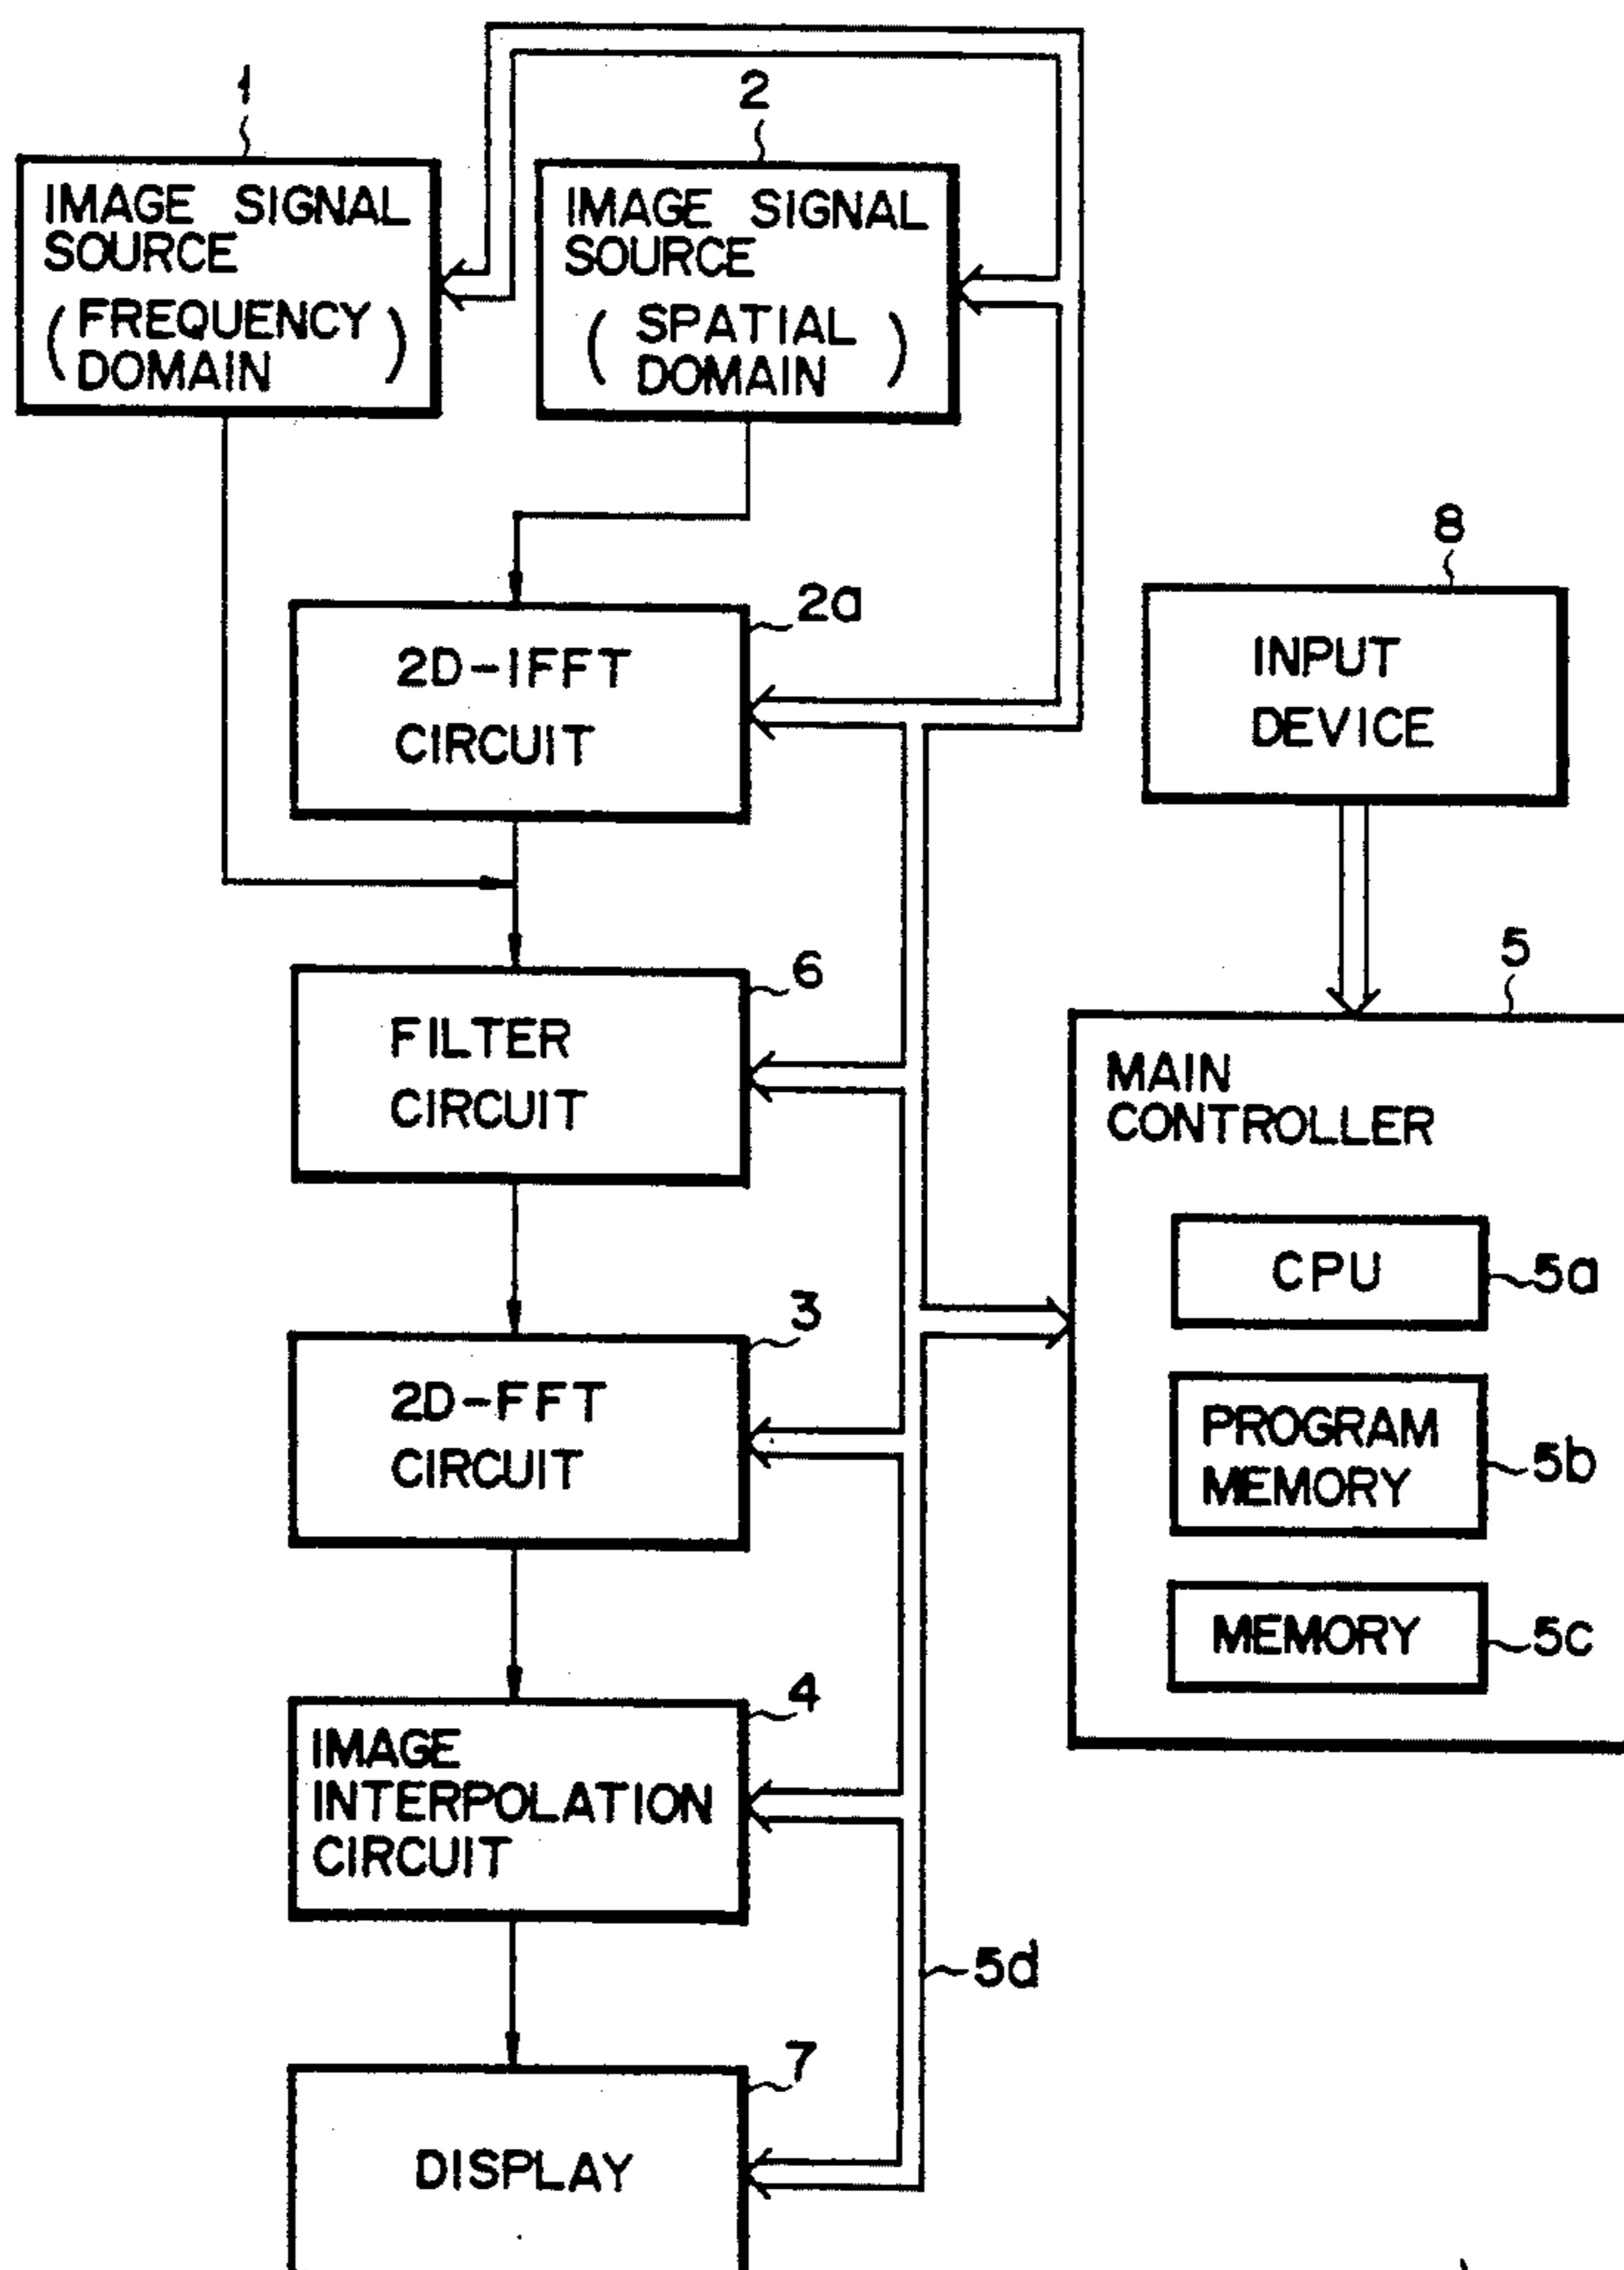 1
IMAGE SIGNAL
SOURCE
(FREQUENCY
DOMAIN)
2
IMAGE SIGNAL
SOURCE
(SPATIAL
DOMAIN)
2a
2D-IFFT
CIRCUIT
8
INPUT
DEVICE
6
FILTER
CIRCUIT
5
MAIN
CONTROLLER
CPU
5a
PROGRAM
MEMORY
5b
MEMORY
5c
3
2D-FFT
CIRCUIT
4
IMAGE
INTERPOLATION
CIRCUIT
5d
7
DISPLAY